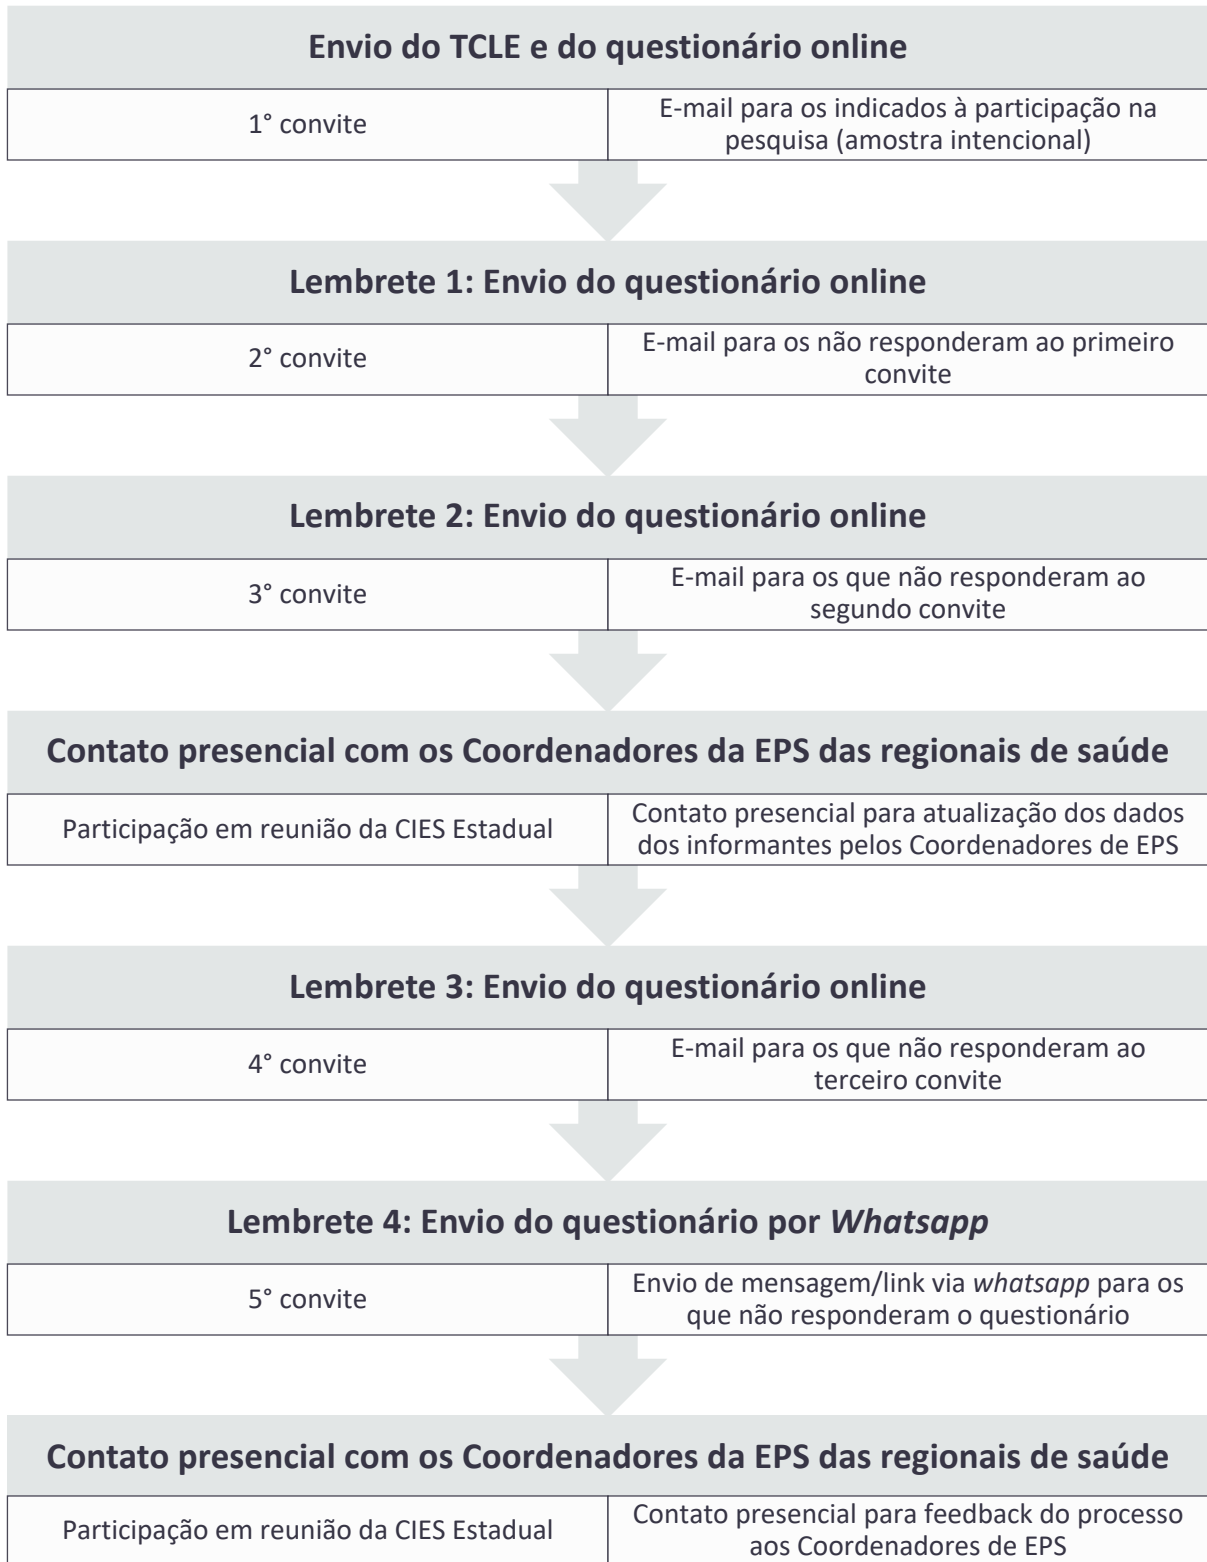 Envio do TCLE e do questionário online
1° convite
E-mail para os indicados à participação na
pesquisa (amostra intencional)
Lembrete 1: Envio do questionário online
2° convite
E-mail para os não responderam ao primeiro
convite
Lembrete 2: Envio do questionário online
3° convite
E-mail para os que não responderam ao
segundo convite
Contato presencial com os Coordenadores da EPS das regionais de saúde
Participação em reunião da CIES Estadual
Contato presencial para atualização dos dados
dos informantes pelos Coordenadores de EPS
Lembrete 3: Envio do questionário online
4° convite
E-mail para os que não responderam ao
terceiro convite
Lembrete 4: Envio do questionário por Whatsapp
5° convite
Envio de mensagem/link via whatsapp para os
que não responderam o questionário
Contato presencial com os Coordenadores da EPS das regionais de saúde
Participação em reunião da CIES Estadual
Contato presencial para feedback do processo
aos Coordenadores de EPS